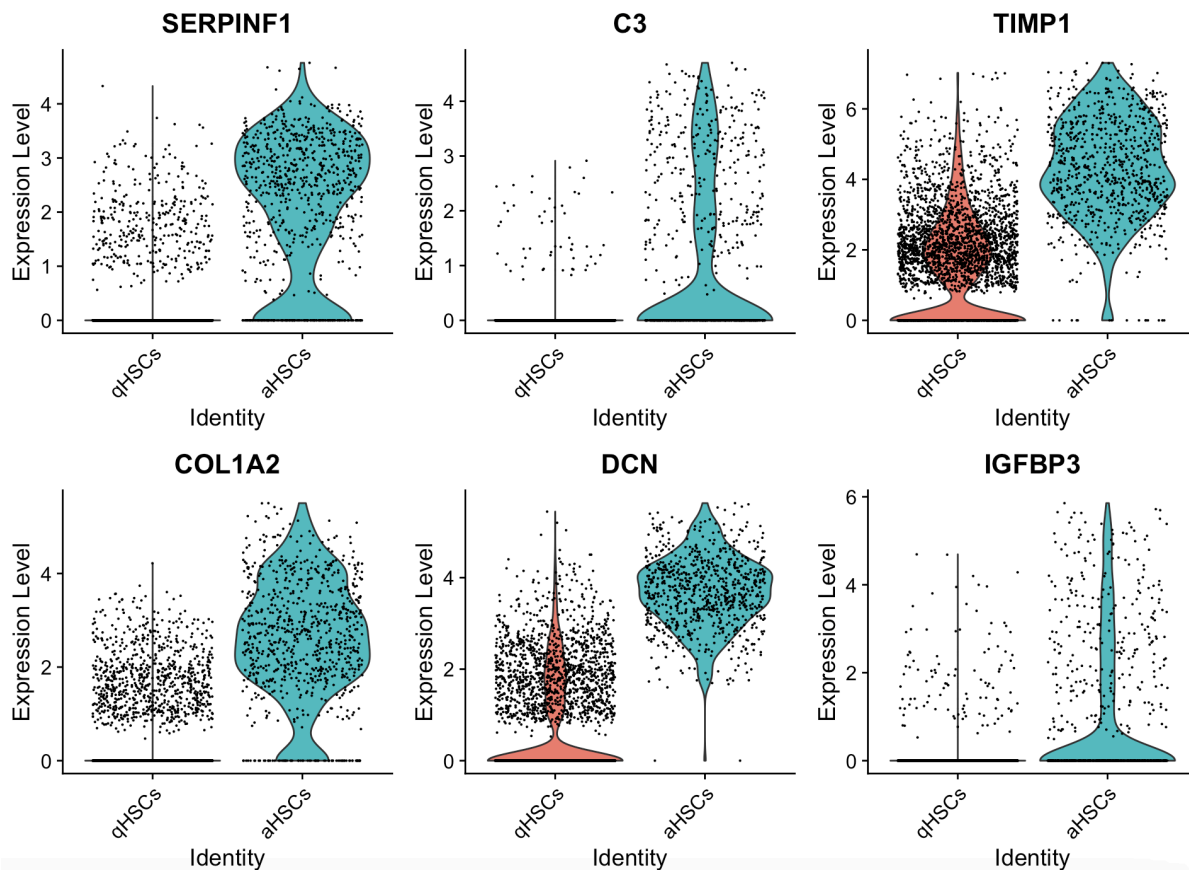 SERPINF1 C3 TIMP1
Expression Level
4
3
2
1
0
qHSCs aHSCs
Identity
Expression Level
4
3
2
1
0
qHSCs aHSCs
Identity
Expression Level
6
4
2
0
qHSCs aHSCs
Identity
COL1A2 DCN IGFBP3
Expression Level
4
2
0
qHSCs aHSCs
Identity
Expression Level
4
2
0
qHSCs aHSCs
Identity
Expression Level
6
4
2
0
qHSCs aHSCs
Identity